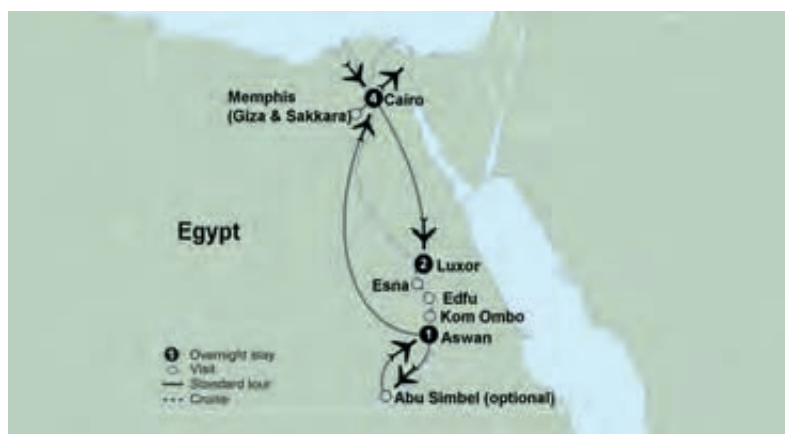 Memphis
(Giza & Sakkara)
4 Cairo
Egypt
2 Luxor
Esna
Edfu
Kom Ombo
1 Aswan
Abu Simbel (optional)
1 Overnight stay
Visit
Standard tour
Cruise